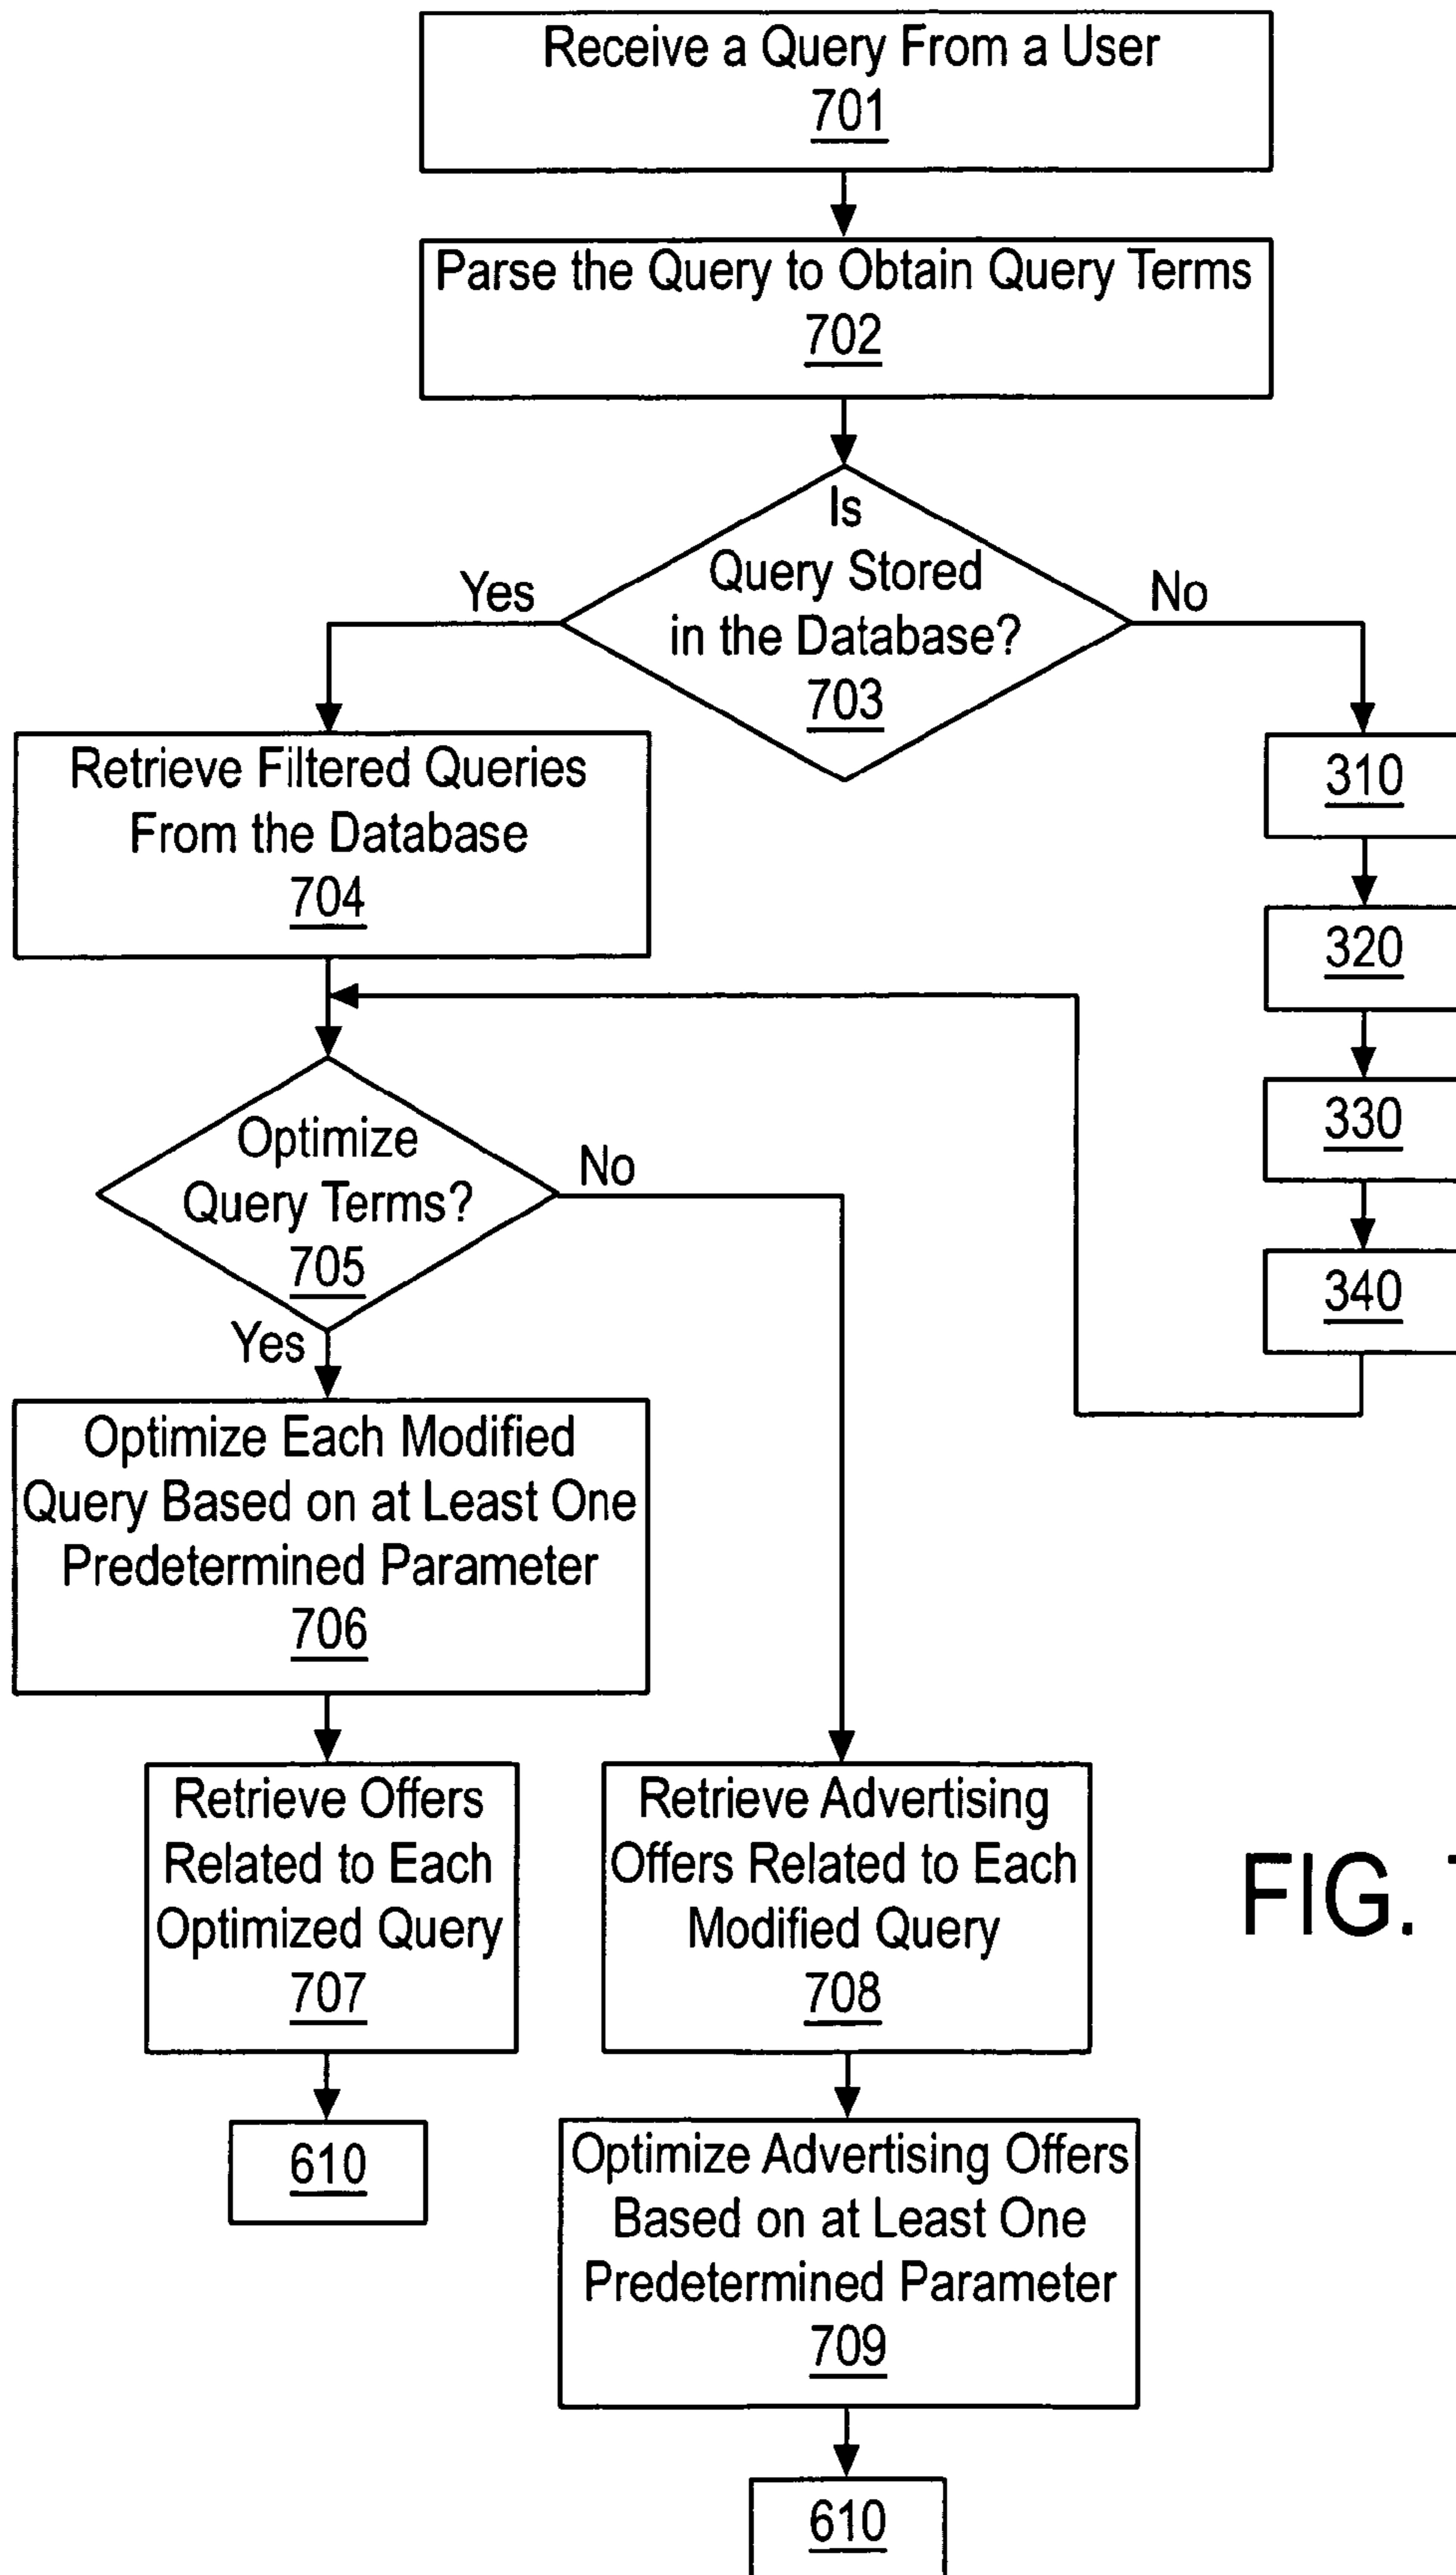 Receive a Query From a User
701
Parse the Query to Obtain Query Terms
702
Is
Query Stored
in the Database?
703
Yes
No
Retrieve Filtered Queries
From the Database
704
310
320
330
340
Optimize
Query Terms?
705
No
Yes
Optimize Each Modified
Query Based on at Least One
Predetermined Parameter
706
Retrieve Offers
Related to Each
Optimized Query
707
Retrieve Advertising
Offers Related to Each
Modified Query
708
FIG.
610
Optimize Advertising Offers
Based on at Least One
Predetermined Parameter
709
610